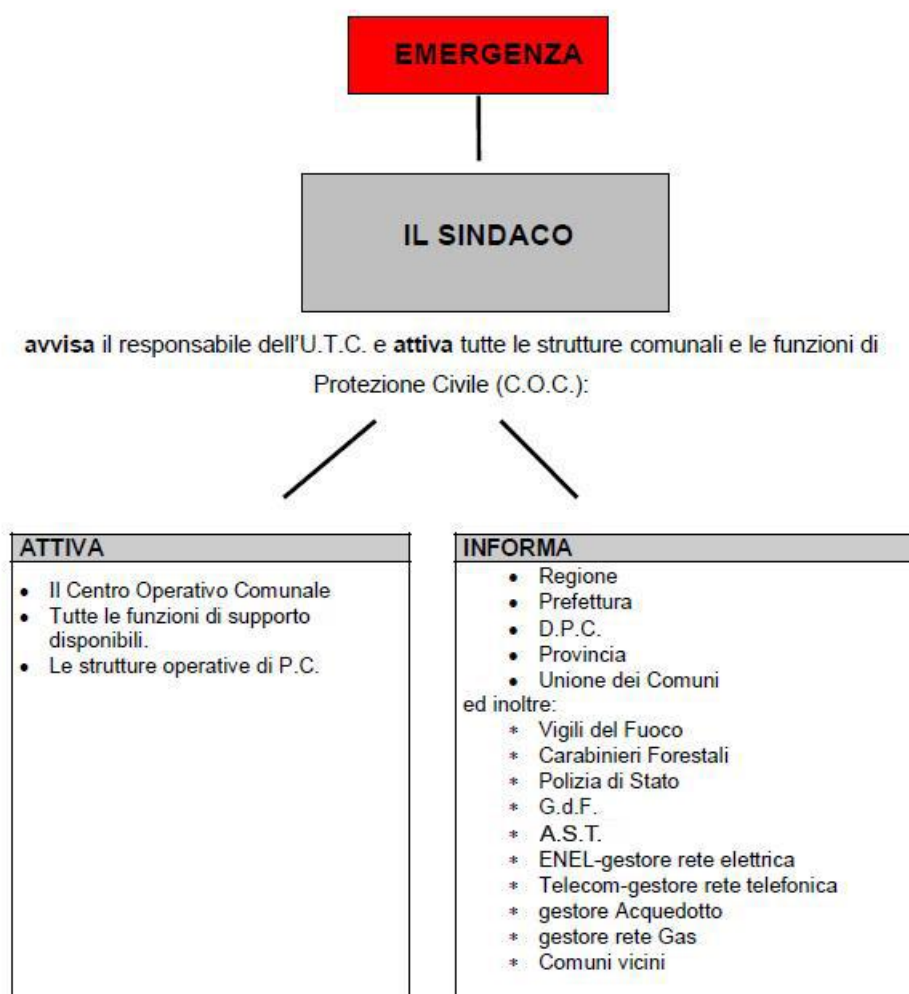 EMERGENZA
IL SINDACO
avvisa il responsabile dell'U.T.C. e attiva tutte le strutture comunali e le funzioni di
Protezione Civile (C.O.C.):
ATTIVA
• Il Centro Operativo Comunale
• Tutte le funzioni di supporto
disponibili.
• Le strutture operative di P.C.
INFORMA
• Regione
• Prefettura
• D.P.C.
• Provincia
• Unione dei Comuni
ed inoltre:
* Vigili del Fuoco
* Carabinieri Forestali
* Polizia di Stato
* G.d.F.
* A.S.T.
* ENEL-gestore rete elettrica
* Telecom-gestore rete telefonica
* gestore Acquedotto
* gestore rete Gas
* Comuni vicini